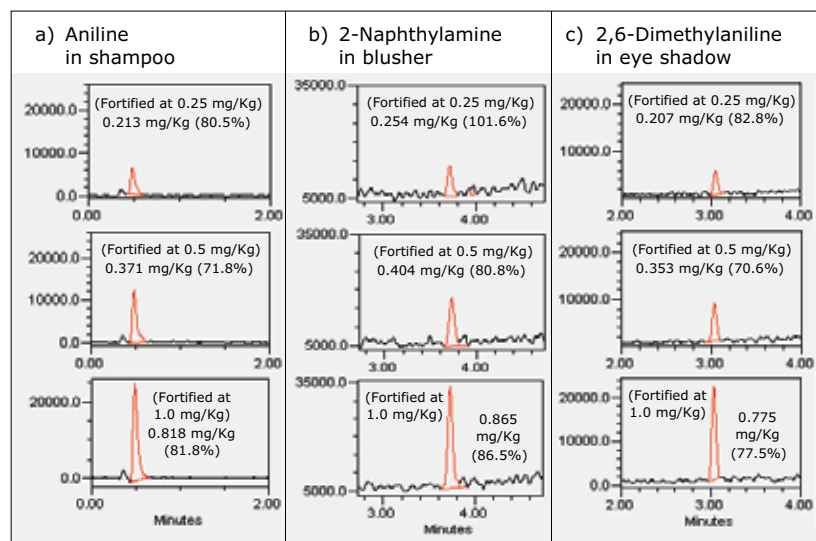 a) Aniline
in shampoo
20000.0
10000.0
0.0
(Fortified at 0.25 mg/Kg)
0.213 mg/Kg (80.5%)
0.00
2.00
20000.0
10000.0
0.0
(Fortified at 0.5 mg/Kg)
0.371 mg/Kg (71.8%)
0.00
2.00
20000.0
0.0
(Fortified at
1.0 mg/Kg)
0.818 mg/Kg
(81.8%)
0.00
2.00
Minutes
b) 2-Naphthylamine
in blusher
35000.0
5000.0
(Fortified at 0.25 mg/Kg)
0.254 mg/Kg (101.6%)
3.00
4.00
35000.0
5000.0
(Fortified at 0.5 mg/Kg)
0.404 mg/Kg (80.8%)
3.00
4.00
35000.0
5000.0
(Fortified at
1.0 mg/Kg)
0.865
mg/Kg
(86.5%)
3.00
4.00
Minutes
c) 2,6-Dimethylaniline
in eye shadow
20000.0
10000.0
0.0
(Fortified at 0.25 mg/Kg)
0.207 mg/Kg (82.8%)
2.00
3.00
4.00
20000.0
10000.0
0.0
(Fortified at 0.5 mg/Kg)
0.353 mg/Kg (70.6%)
2.00
3.00
4.00
20000.0
10000.0
0.0
(Fortified at
1.0 mg/Kg)
0.775
mg/Kg
(77.5%)
2.00
3.00
4.00
Minutes